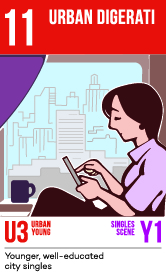 11 URBAN DIGERATI
U3 URBAN YOUNG
SINGLES SCENE Y1
Younger, well-educated
city singles